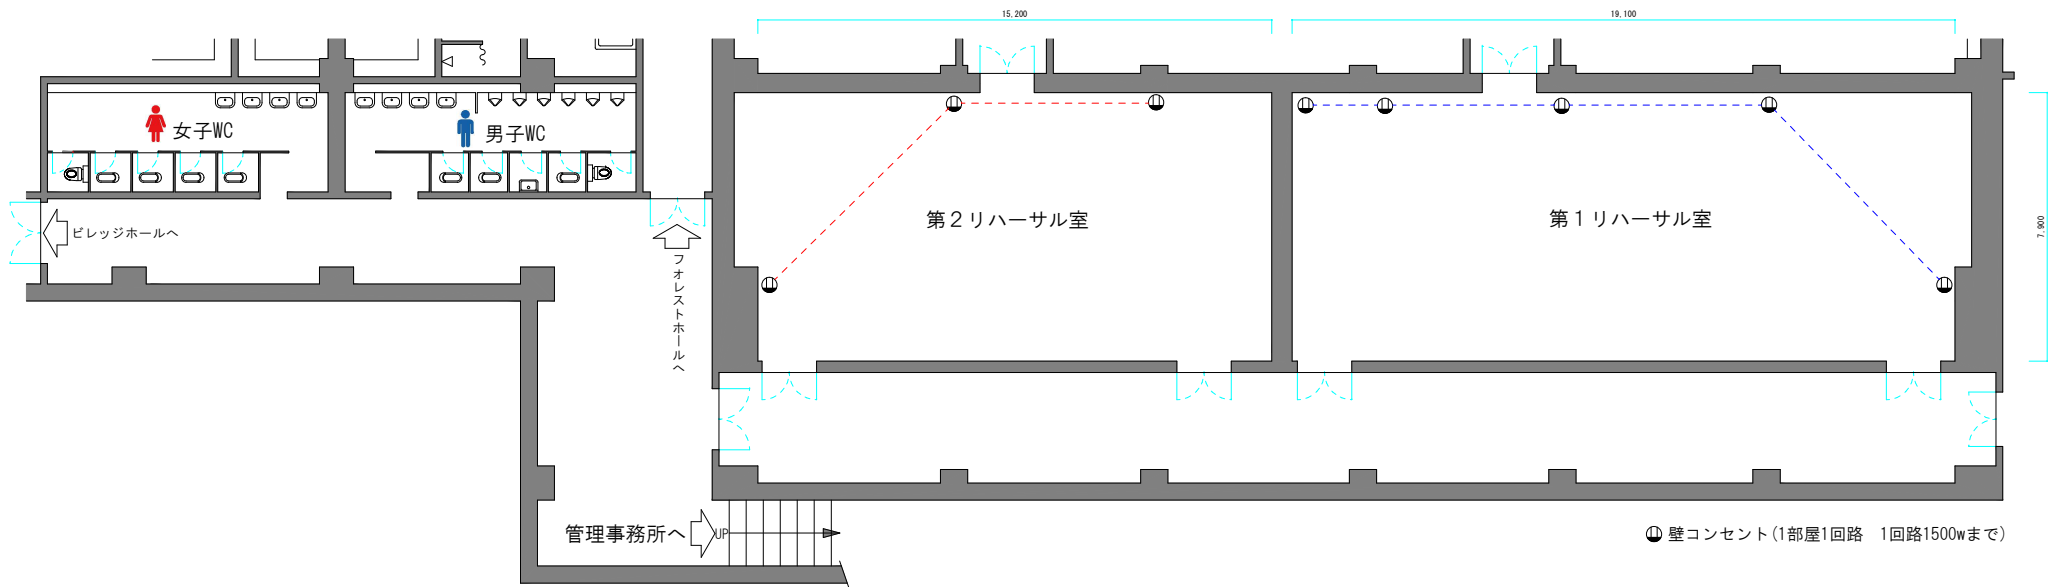 15,200
19,100
女子WC
男子WC
第２リハーサル室
第１リハーサル室
7,900
ビレッジホールへ
フォレストホールへ
管理事務所へ
UP
壁コンセント(1部屋1回路　1回路1500wまで)